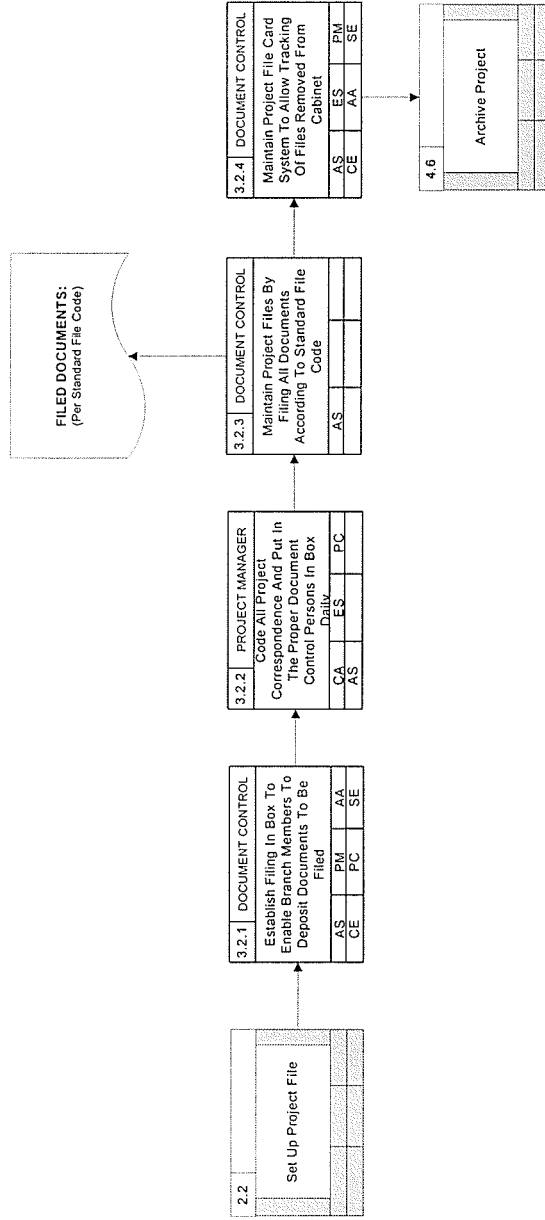 2.2
Set Up Project File
3.2.1 DOCUMENT CONTROL
Establish Filing In Box To
Enable Branch Members To
Deposit Documents To Be
Filed
AS PM AA
CE PC SE
3.2.2 PROJECT MANAGER
Code All Project
Correspondence And Put In
The Proper Document
Control Persons In Box
Daily
CA ES PC
AS
3.2.3 DOCUMENT CONTROL
Maintain Project Files By
Filing All Documents
According To Standard File
Code
AS
FILED DOCUMENTS:
(Per Standard File Code)
3.2.4 DOCUMENT CONTROL
Maintain Project File Card
System To Allow Tracking
Of Files Removed From
Cabinet
AS ES PM
CE AA SE
4.6
Archive Project